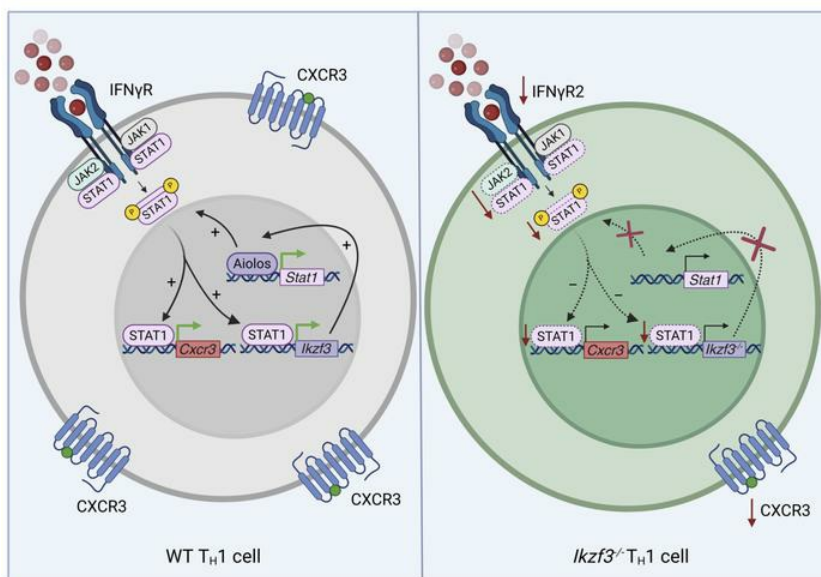 IFNγR
CXCR3
JAK1
STAT1
JAK2
STAT1
P
P
STAT1
+
+
Aiolos
Stat1
+
+
STAT1
Cxcr3
STAT1
Ikzf3
CXCR3
CXCR3
WT TH1 cell
IFNγR2
JAK1
STAT1
JAK2
STAT1
P
P
STAT1
Stat1
–
–
STAT1
Cxcr3
STAT1
Ikzf3-/-
CXCR3
Ikzf3-/- TH1 cell